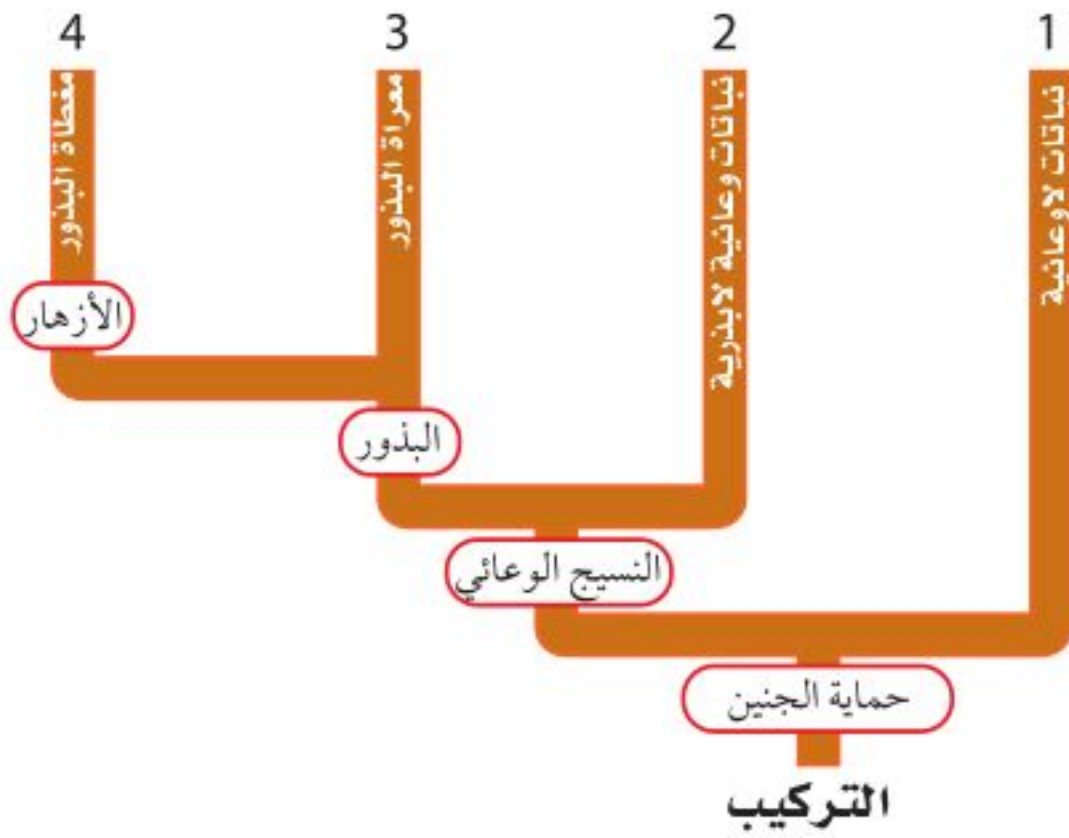 1
2
3
4
نباتات لاوعائية
نباتات وعائية لابذرية
معراة البذور
مغطاة البذور
الأزهار
البذور
النسيج الوعائي
حماية الجنين
التركيب